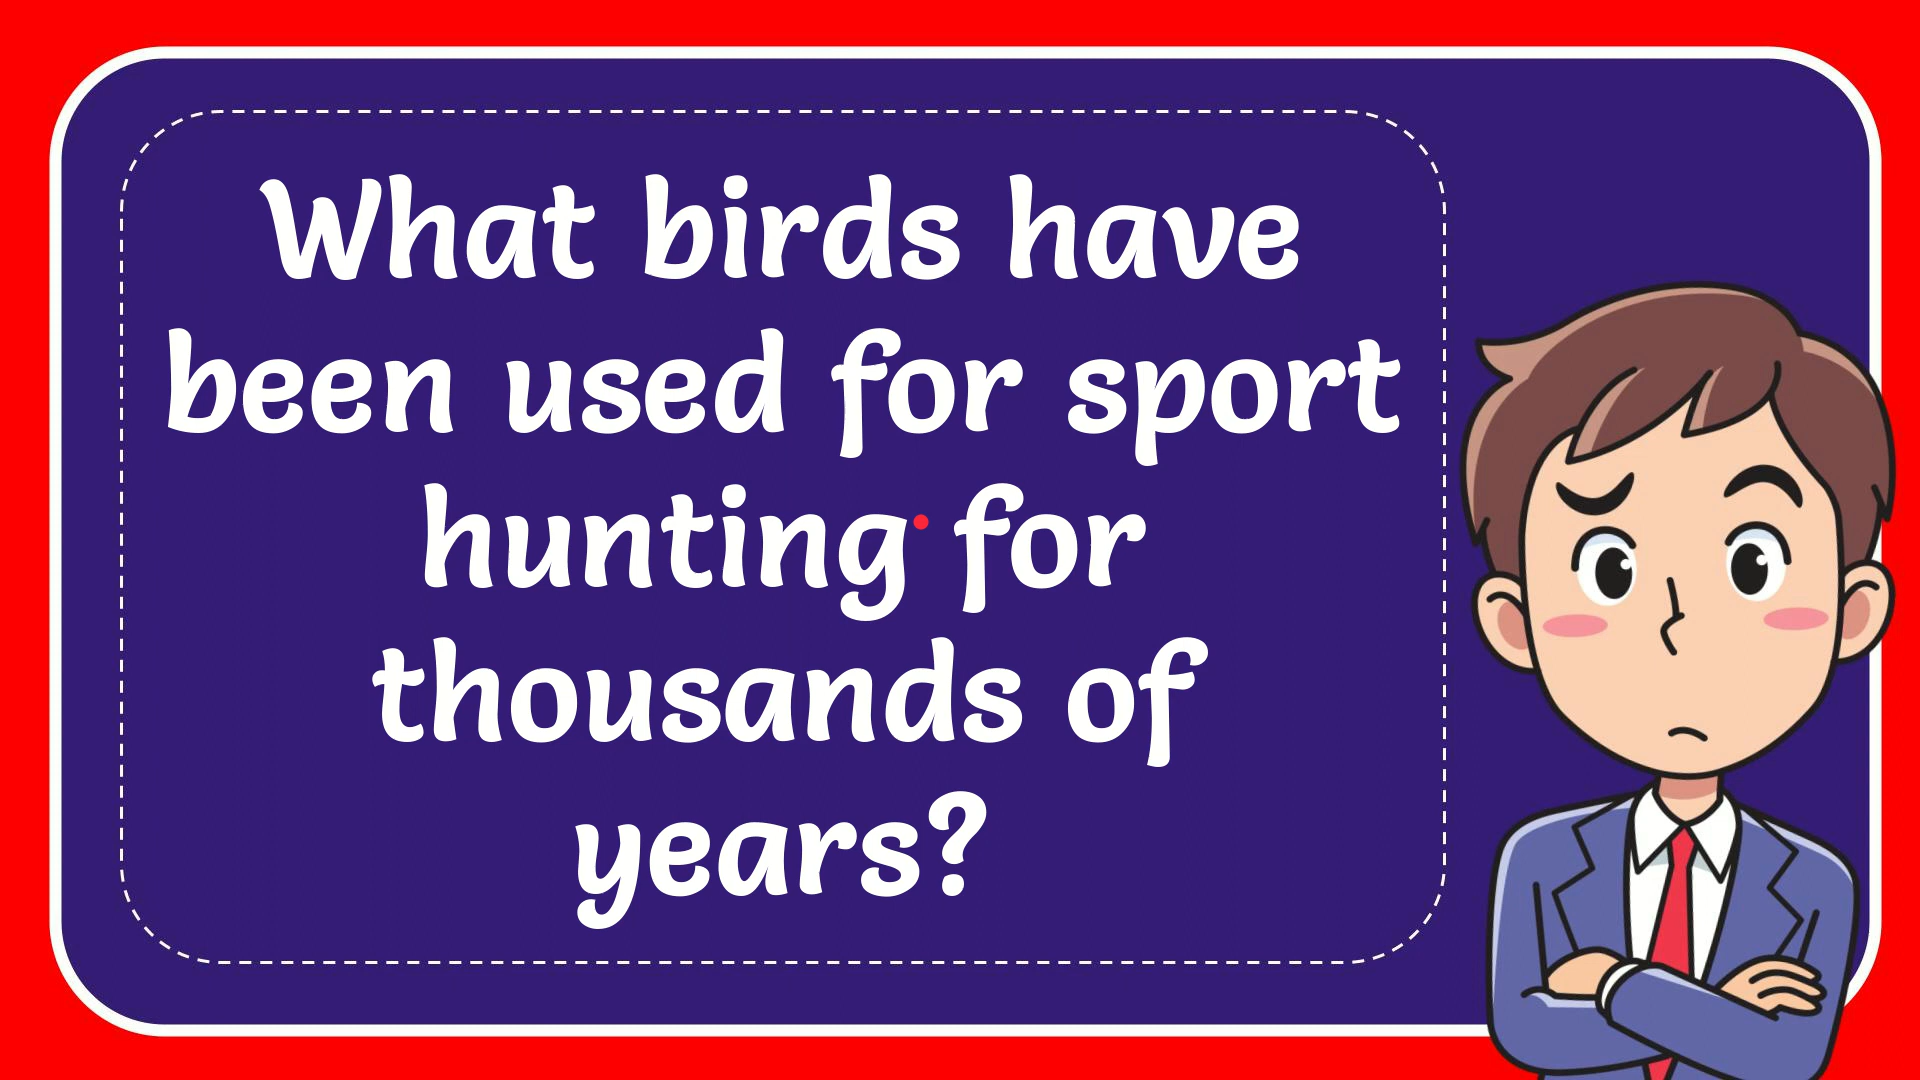 What birds have
been used for sport
hunting for
thousands of
years?